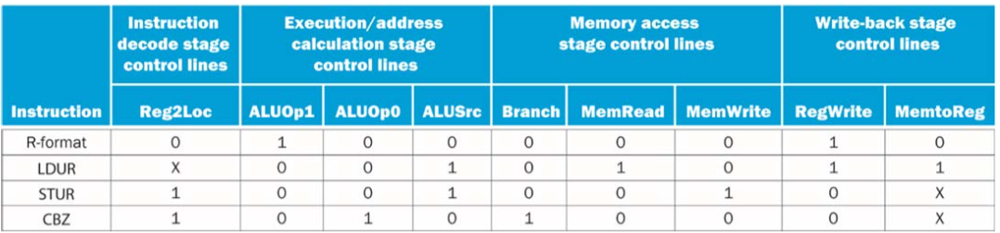 Instruction decode stage control lines | Execution/address calculation stage control lines | Memory access stage control lines | Write-back stage control lines
Instruction | Reg2Loc | ALUOp1 | ALUOp0 | ALUSrc | Branch | MemRead | MemWrite | RegWrite | MemtoReg
R-format | 0 | 1 | 0 | 0 | 0 | 0 | 0 | 1 | 0
LDUR | X | 0 | 0 | 1 | 0 | 1 | 0 | 1 | 1
STUR | 1 | 0 | 0 | 1 | 0 | 0 | 1 | 0 | X
CBZ | 1 | 0 | 1 | 0 | 1 | 0 | 0 | 0 | X